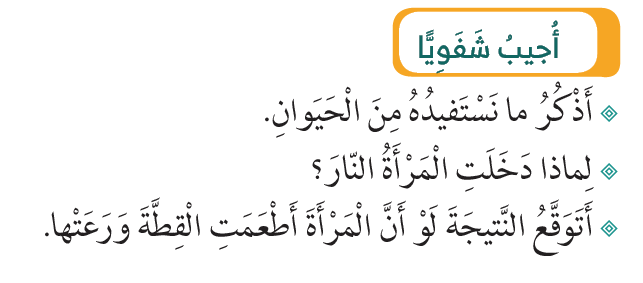 أُجيبُ شَفَوِيًّا
أَذْكُرُ ما نَسْتَفيدُهُ مِنَ الْحَيَوانِ.
لِماذا دَخَلَتِ الْمَرْأَةُ النّارَ؟
أَتَوَقَّعُ النَّتيجَةَ لَوْ أَنَّ الْمَرْأَةَ أَطْعَمَتِ الْقِطَّةَ وَرَعَتْها.